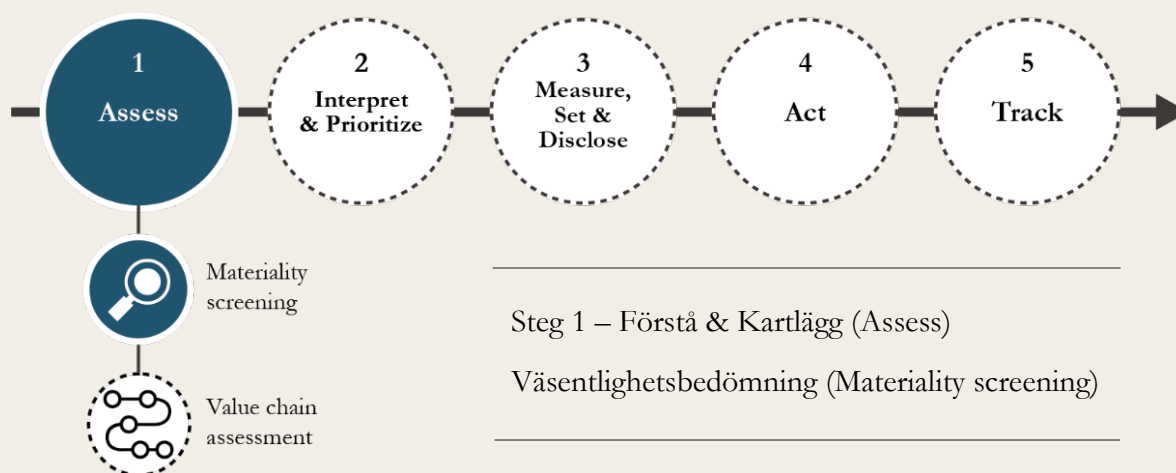 1
Assess
2
Interpret
& Prioritize
3
Measure,
Set &
Disclose
4
Act
5
Track
Materiality
screening
Value chain
assessment
Steg 1 – Förstå & Kartlägg (Assess)
Väsentlighetsbedömning (Materiality screening)